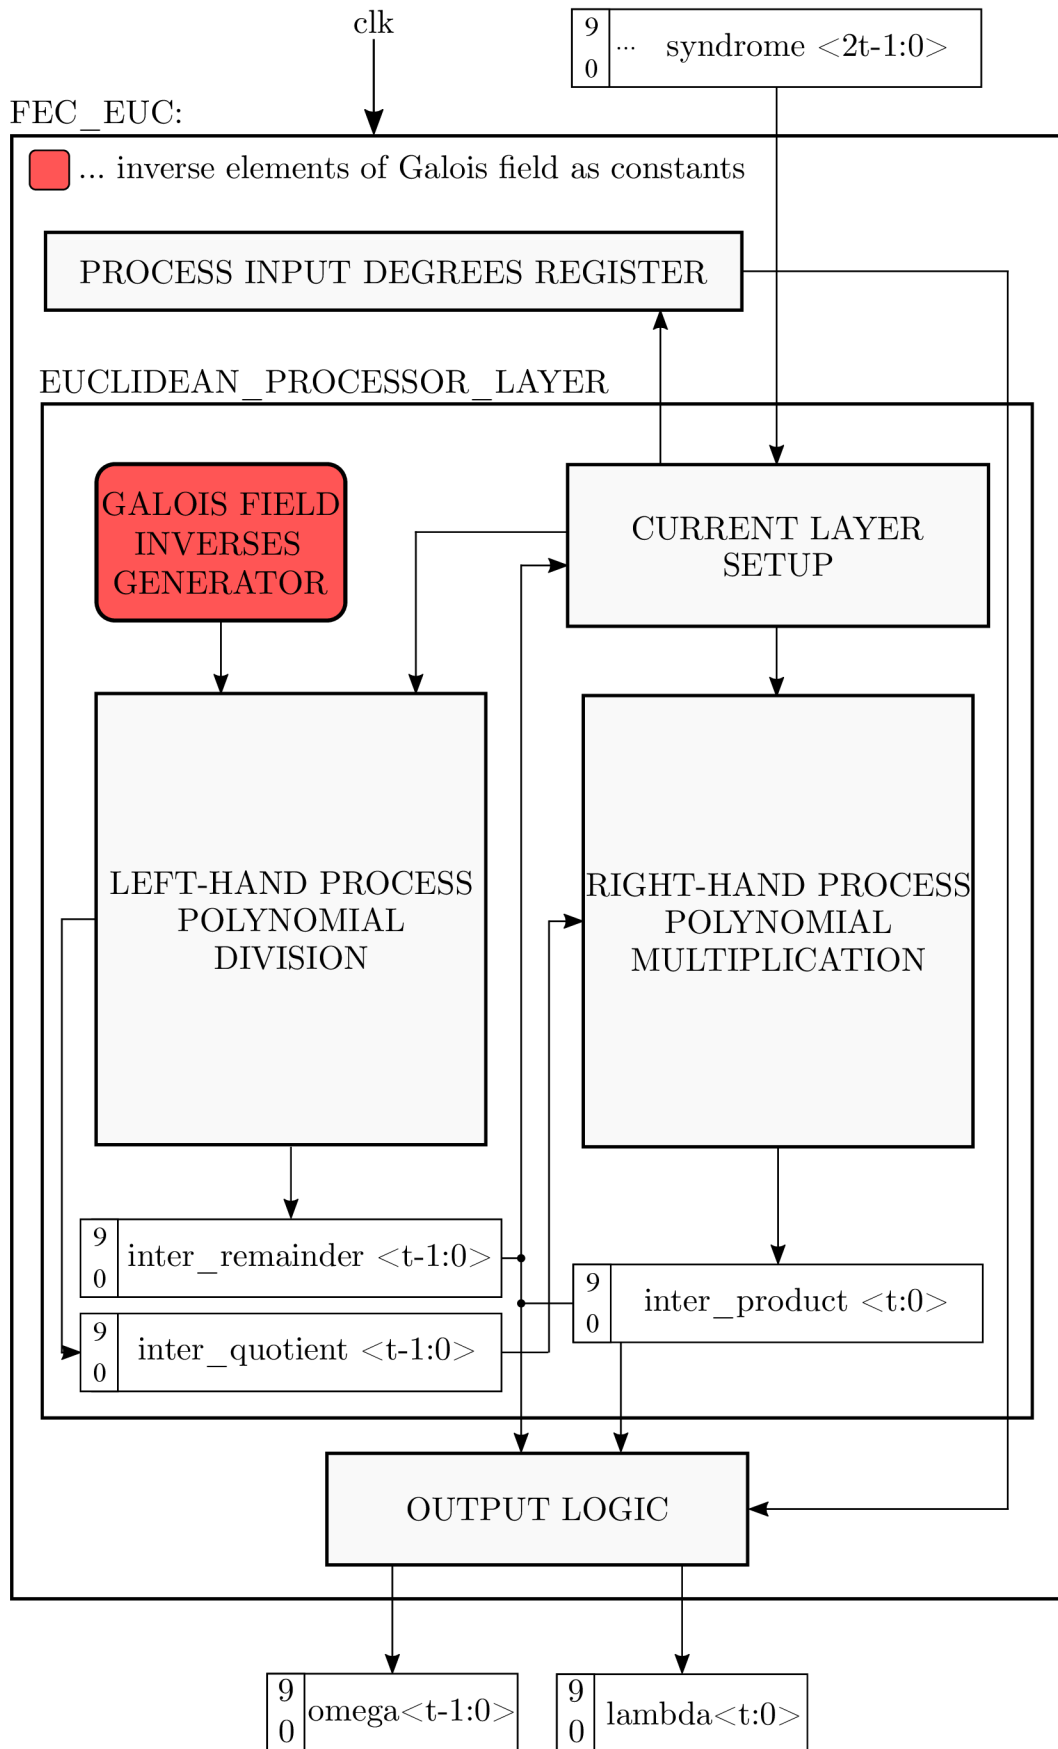 clk
9
0
... syndrome <2t-1:0>
FEC_EUC:
... inverse elements of Galois field as constants
PROCESS INPUT DEGREES REGISTER
EUCLIDEAN_PROCESSOR_LAYER
GALOIS FIELD
INVERSES
GENERATOR
CURRENT LAYER
SETUP
LEFT-HAND PROCESS
POLYNOMIAL
DIVISION
RIGHT-HAND PROCESS
POLYNOMIAL
MULTIPLICATION
9
0
inter_remainder <t-1:0>
9
0
inter_quotient <t-1:0>
9
0
inter_product <t:0>
OUTPUT LOGIC
9
0
omega<t-1:0>
9
0
lambda<t:0>